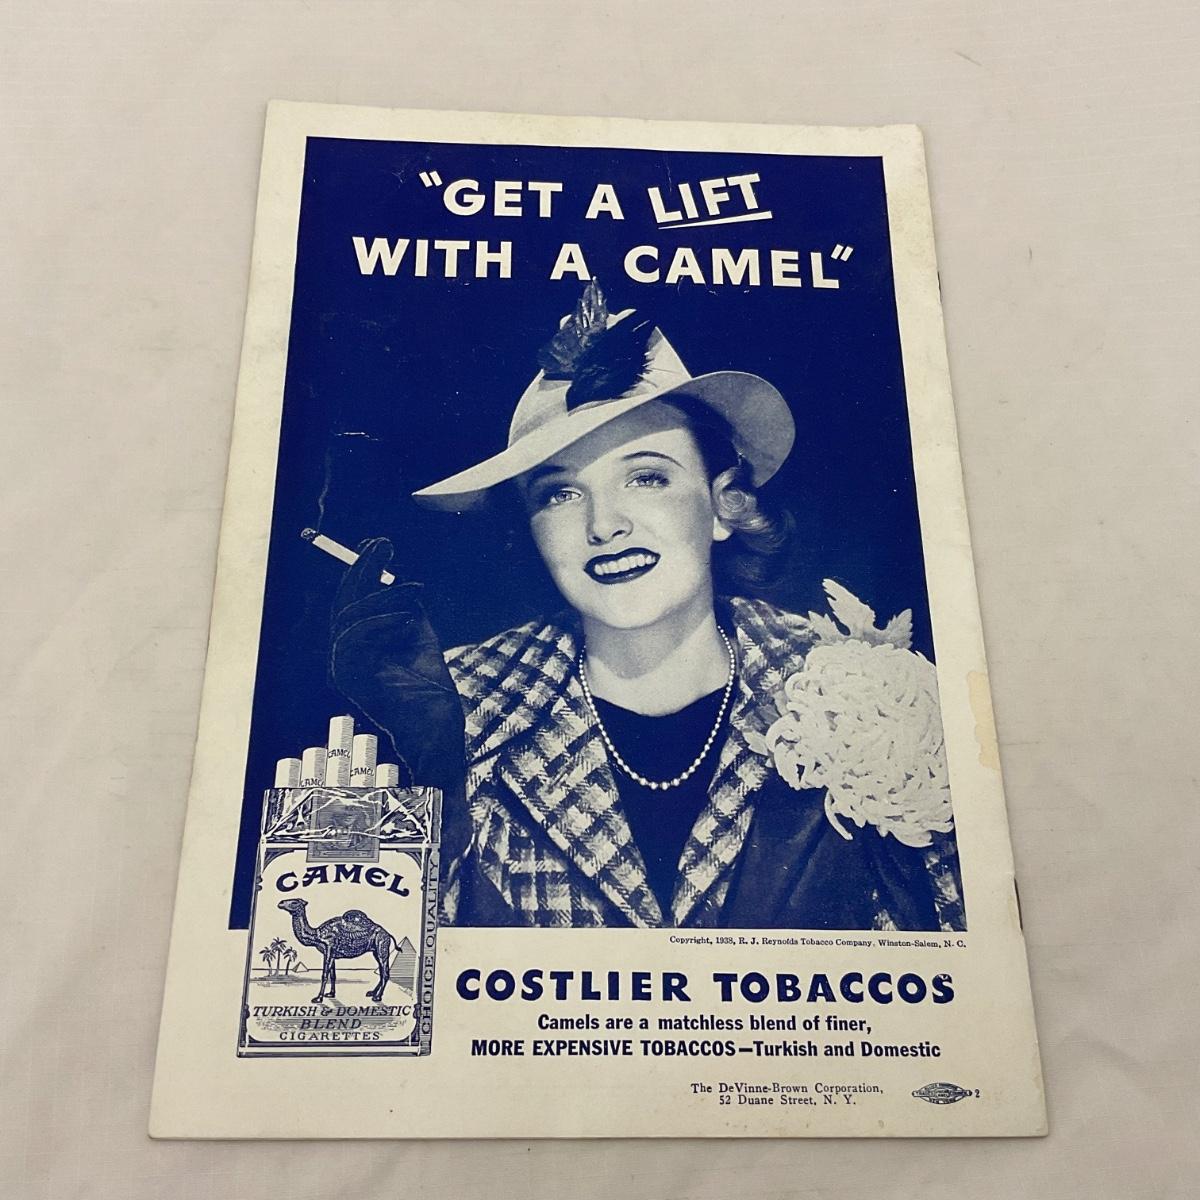 "GET A LIFT
WITH A CAMEL"
CAMEL
CAMEL
CHOICE QUALITY
TURKISH & DOMESTIC
BLEND
CIGARETTES
Copyright, 1938, R. J. Reynolds Tobacco Company, Winston-Salem, N. C.
COSTLIER TOBACCOS
Camels are a matchless blend of finer,
MORE EXPENSIVE TOBACCOS—Turkish and Domestic
The DeVinne-Brown Corporation,
52 Duane Street, N. Y.
2